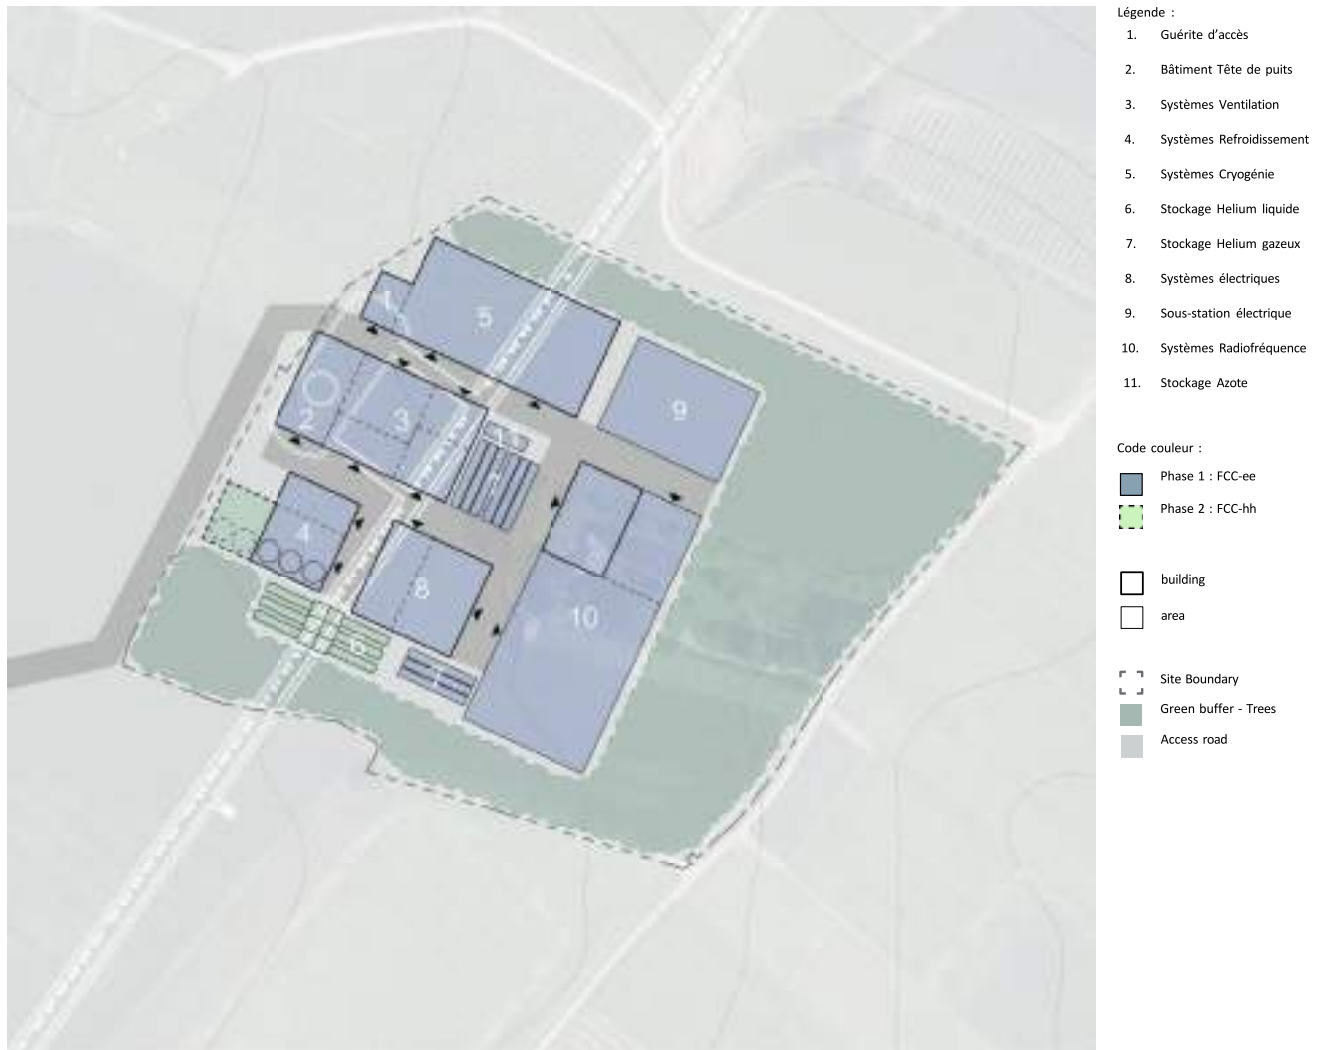 Légende :
1. Guérite d'accès
2. Bâtiment Tête de puits
3. Systèmes Ventilation
4. Systèmes Refroidissement
5. Systèmes Cryogénie
6. Stockage Helium liquide
7. Stockage Helium gazeux
8. Systèmes électriques
9. Sous-station électrique
10. Systèmes Radiofréquence
11. Stockage Azote
Code couleur :
Phase 1 : FCC-ee
Phase 2 : FCC-hh
building
area
Site Boundary
Green buffer - Trees
Access road
1
5
9
2
3
7
4
8
10
6